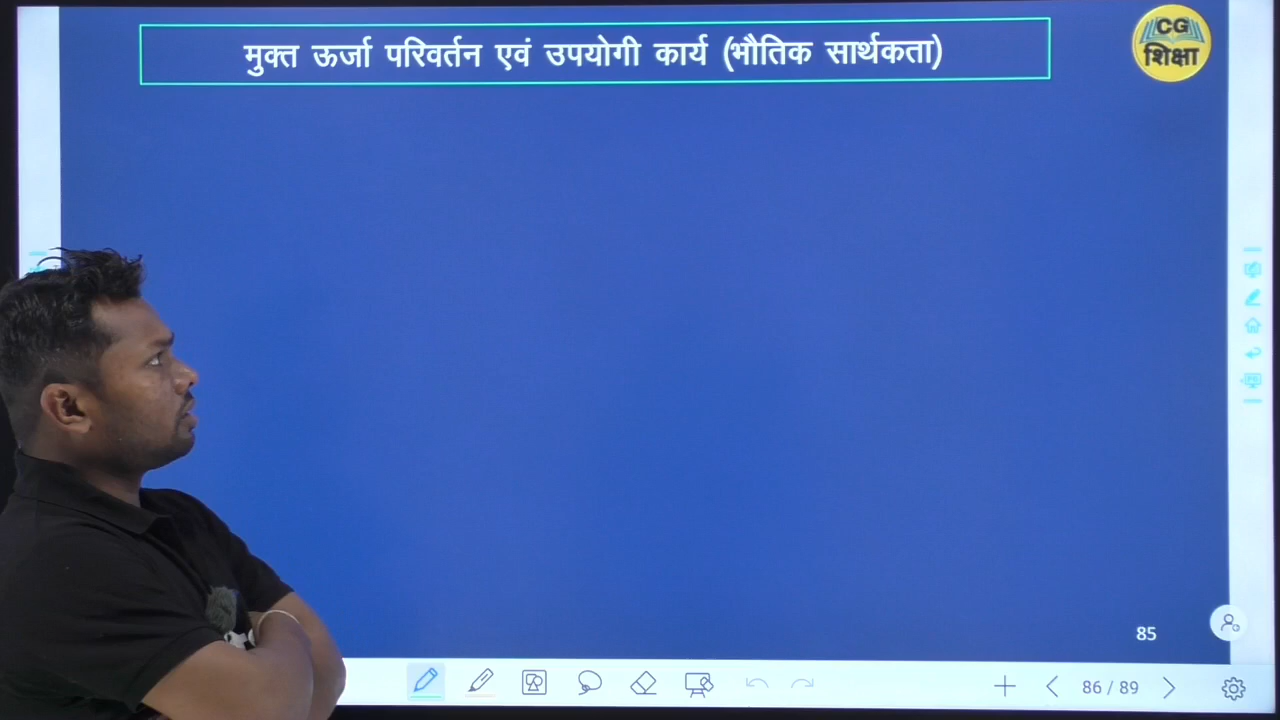 मुक्त ऊर्जा परिवर्तन एवं उपयोगी कार्य (भौतिक सार्थकता)
CG
शिक्षा
85
86 / 89